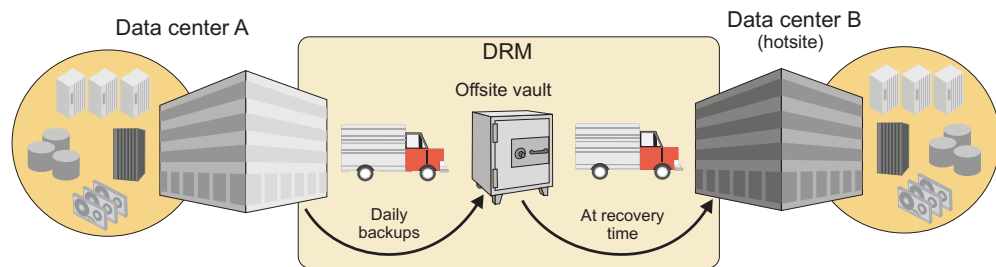 Data center A
DRM
Offsite vault
Data center B
(hotsite)
Daily
backups
At recovery
time